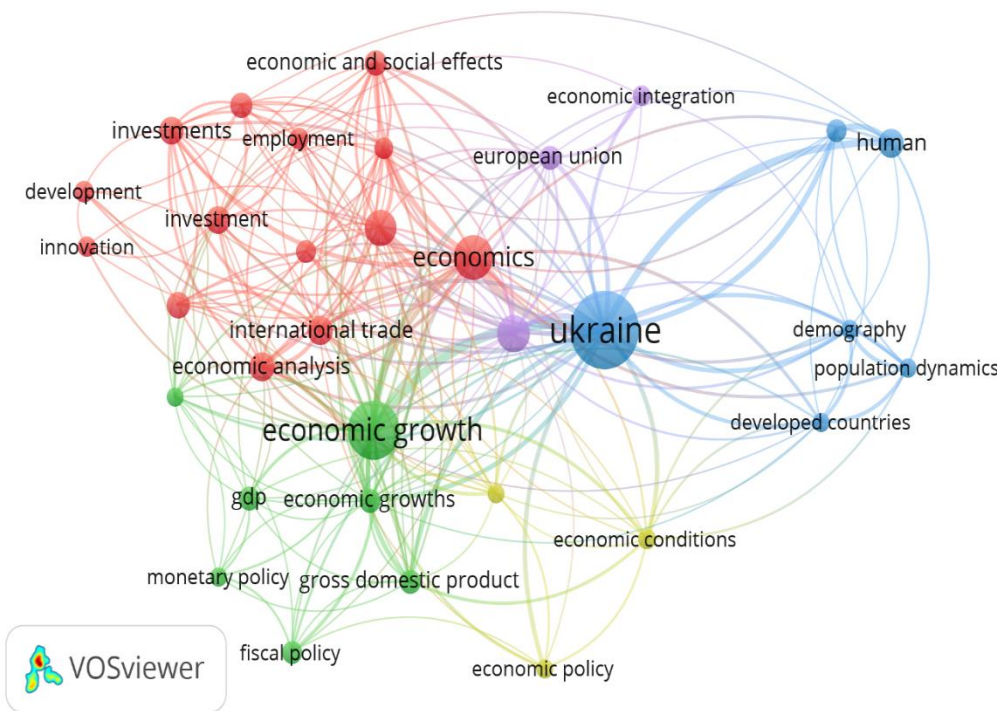 economic and social effects
economic integration
investments
employment
human
european union
development
investment
innovation
economics
international trade
ukraine
demography
economic analysis
population dynamics
developed countries
economic growth
gdp
economic growths
economic conditions
monetary policy
gross domestic product
fiscal policy
economic policy
VOSviewer